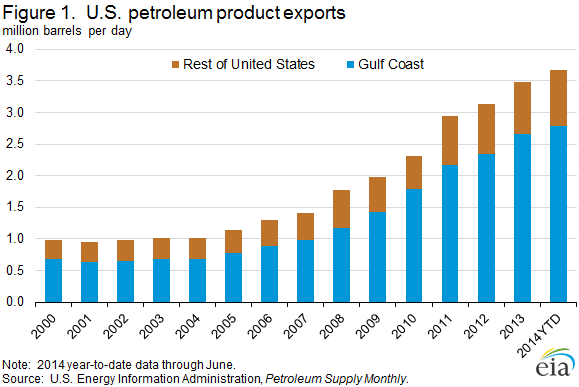 Figure 1.  U.S. petroleum product exports
million barrels per day
4.0
Rest of United States
Gulf Coast
3.5
3.0
2.5
2.0
1.5
1.0
0.5
0.0
2000
2001
2002
2003
2004
2005
2006
2007
2008
2009
2010
2011
2012
2013
2014 YTD
Note:  2014 year-to-date data through June.
Source:  U.S. Energy Information Administration, Petroleum Supply Monthly.
eia